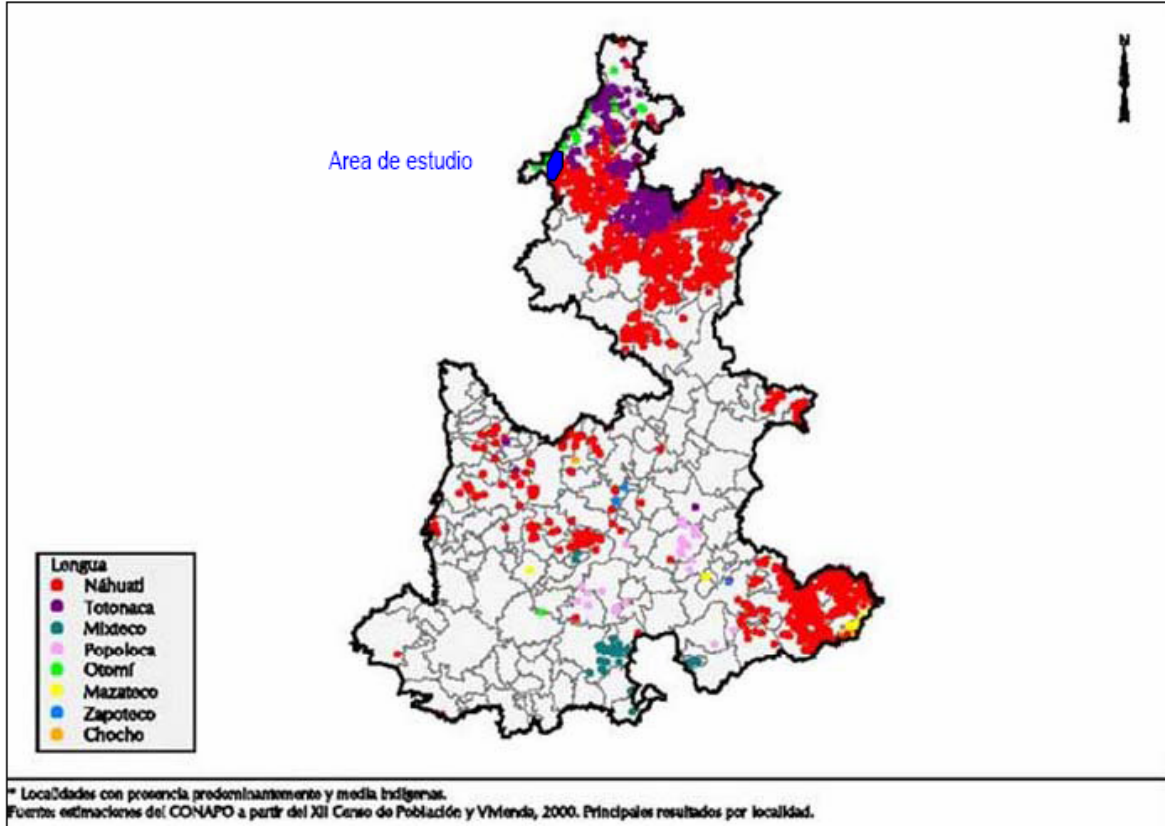 N
Area de estudio
Lengua
Náhuatl
Totonaca
Mixteco
Popoloca
Otomí
Mazateco
Zapoteco
Chocho
* Localidades con presencia predominantemente y media indígenas.
Fuente: estimaciones del CONAPO a partir del XII Censo de Población y Vivienda, 2000. Principales resultados por localidad.